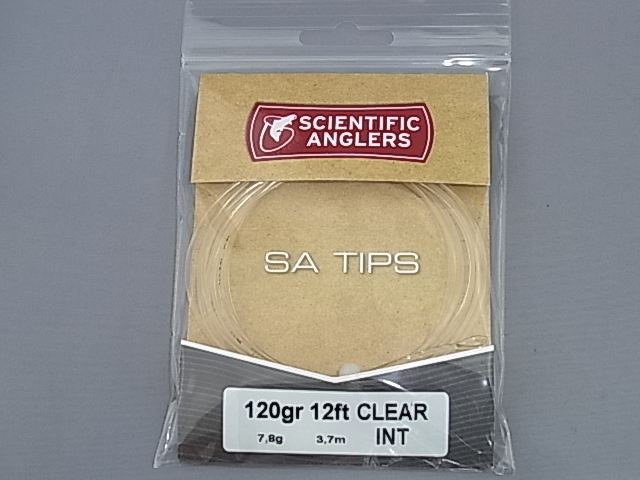 SCIENTIFIC
ANGLERS
SA TIPS
120gr 12ft CLEAR
7,8g 3,7m INT